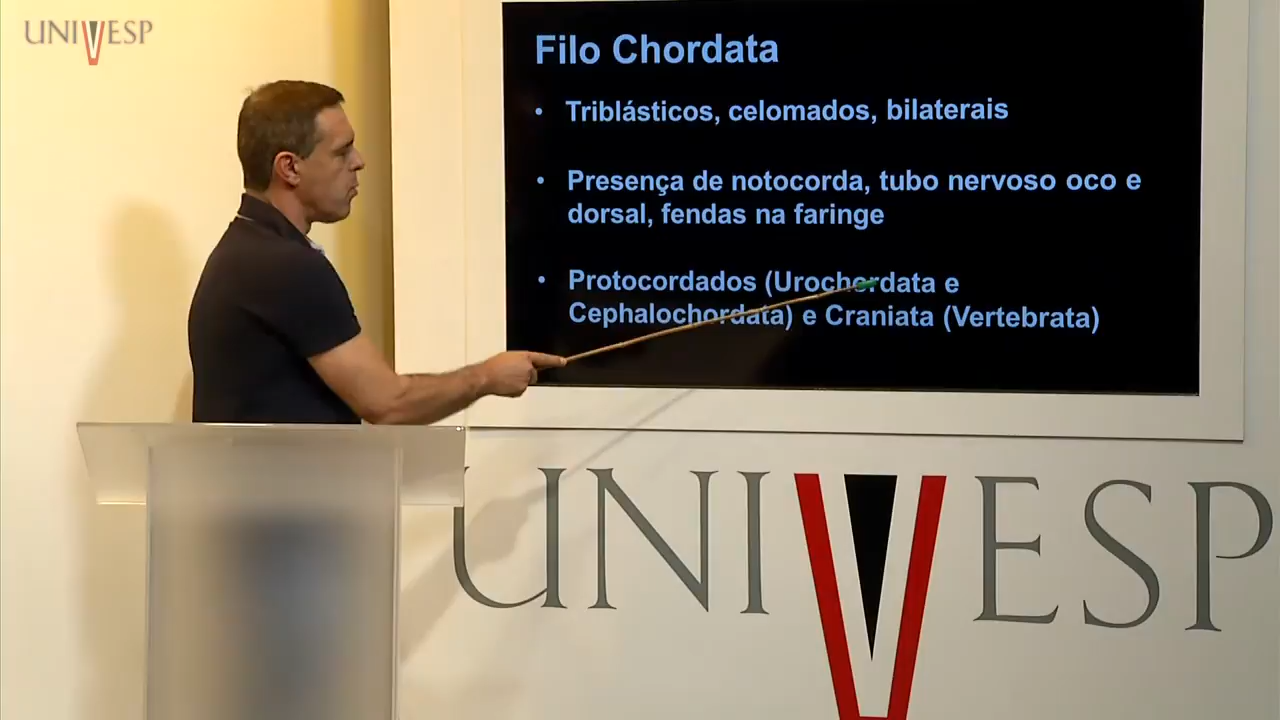 UNIVESP
Filo Chordata
• Triblásticos, celomados, bilaterais
• Presença de notocorda, tubo nervoso oco e
dorsal, fendas na faringe
• Protocordados (Urochordata e
Cephalochordata) e Craniata (Vertebrata)
UNIVESP